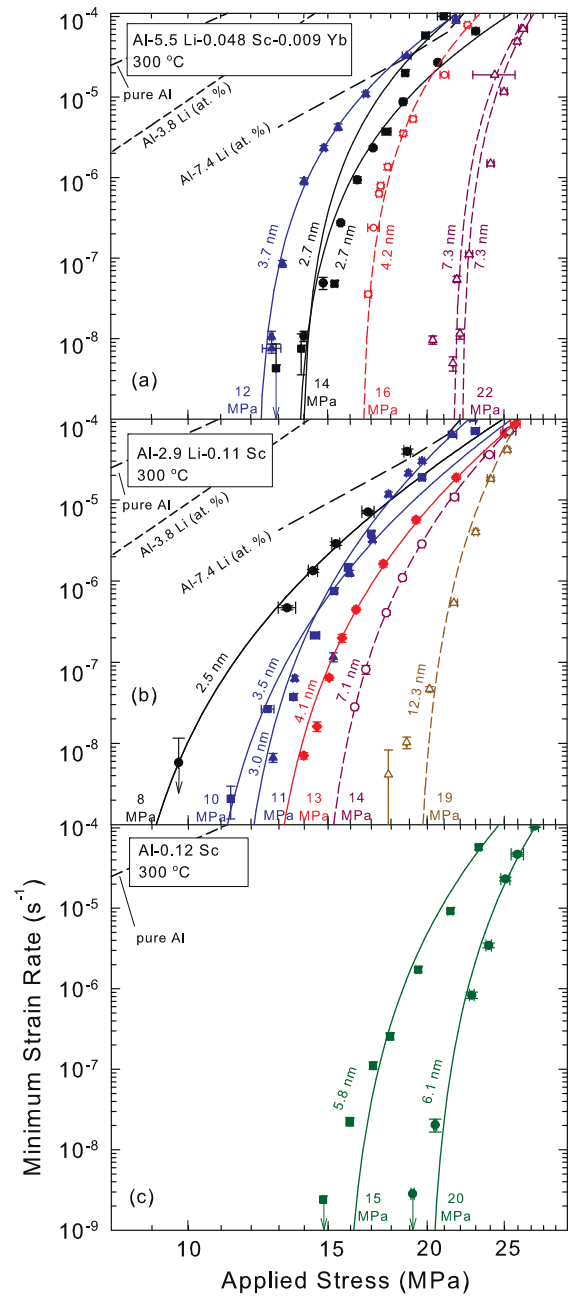 10⁻⁴
Al-5.5 Li-0.048 Sc-0.009 Yb
300 °C
pure Al
Al-3.8 Li (at. %)
Al-7.4 Li (at. %)
10⁻⁵
10⁻⁶
10⁻⁷
10⁻⁸
3.7 nm
2.7 nm
2.7 nm
4.2 nm
7.3 nm
7.3 nm
(a)
12
MPa
14
MPa
16
MPa
22
MPa
10⁻⁴
Al-2.9 Li-0.11 Sc
300 °C
pure Al
Al-3.8 Li (at. %)
Al-7.4 Li (at. %)
10⁻⁵
10⁻⁶
10⁻⁷
10⁻⁸
2.5 nm
3.5 nm
3.0 nm
4.1 nm
7.1 nm
12.3 nm
(b)
8
MPa
10
MPa
11
MPa
13
MPa
14
MPa
19
MPa
10⁻⁴
Al-0.12 Sc
300 °C
pure Al
10⁻⁵
10⁻⁶
10⁻⁷
10⁻⁸
10⁻⁹
5.8 nm
6.1 nm
(c)
15
MPa
20
MPa
Minimum Strain Rate (s⁻¹)
10 15 20 25
Applied Stress (MPa)